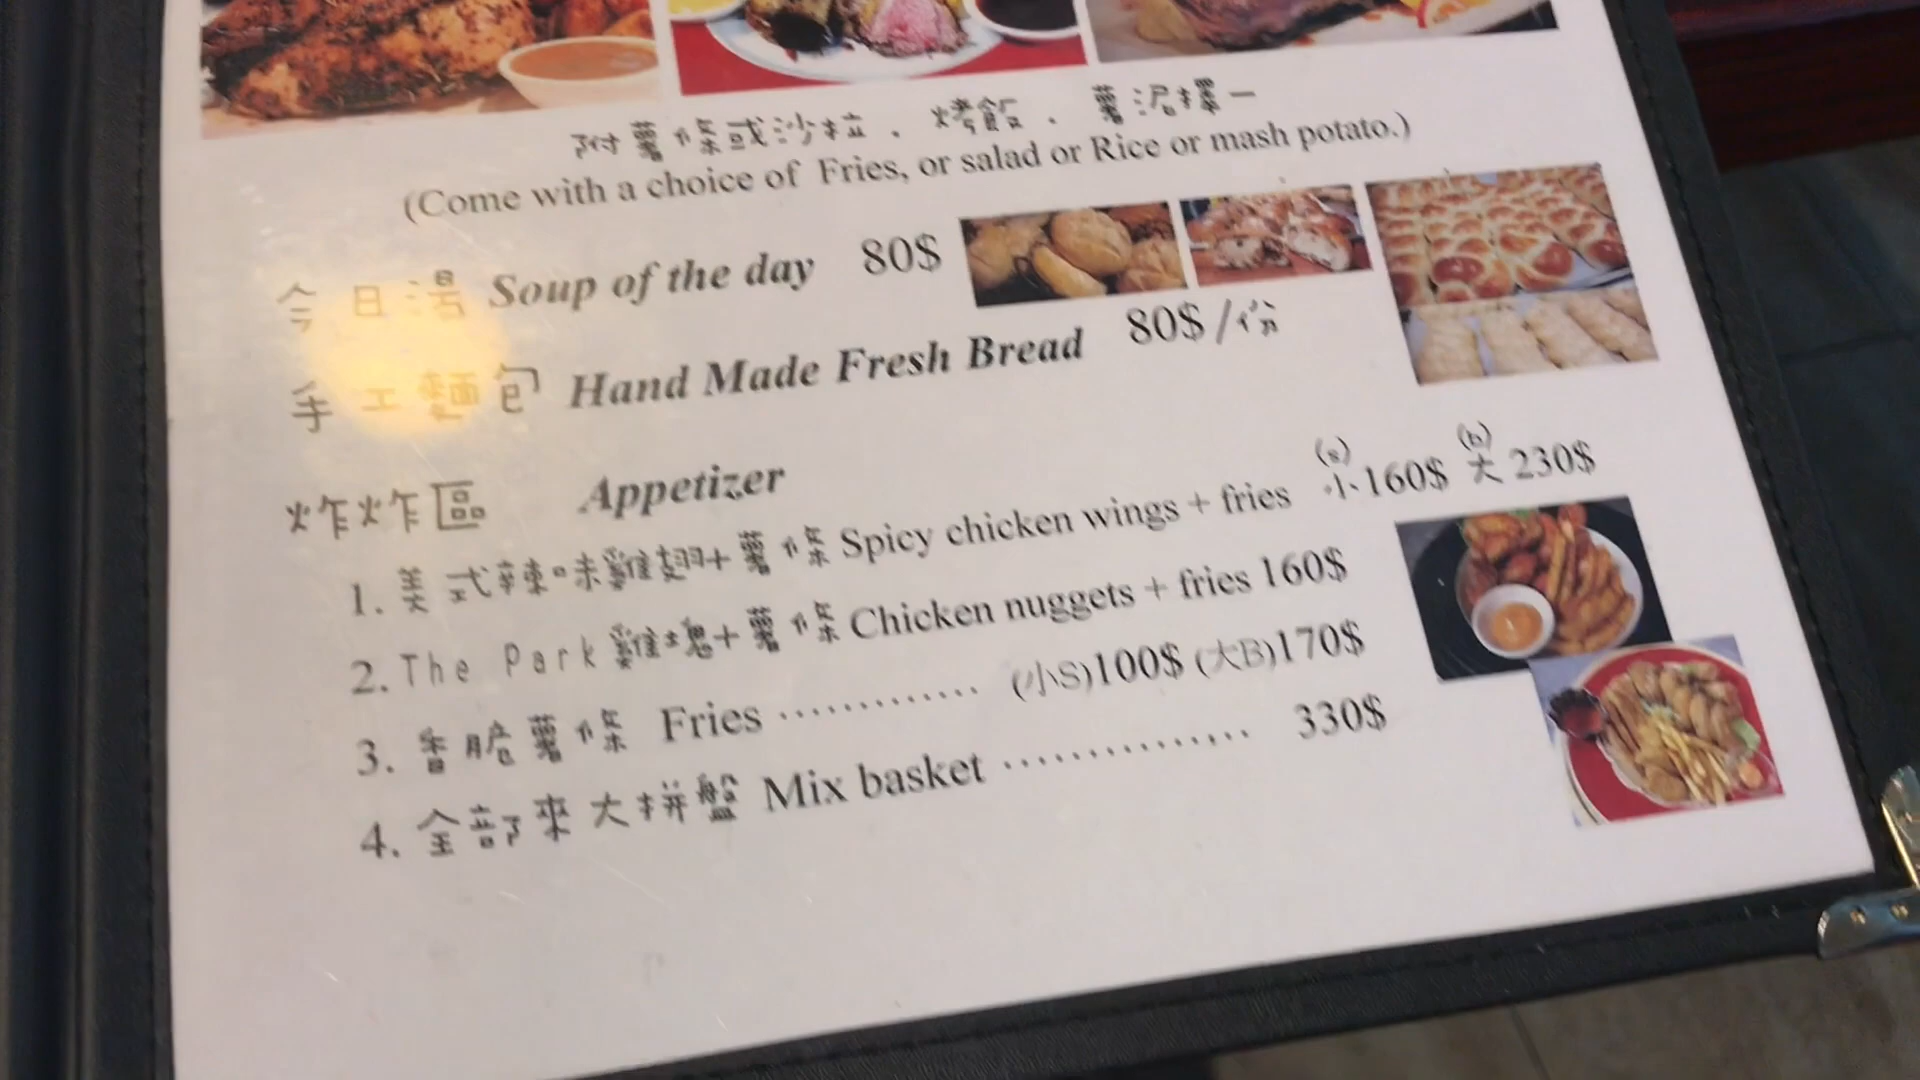 附薯條或沙拉．烤飯．薯泥擇一
(Come with a choice of Fries, or salad or Rice or mash potato.)
今日湯 Soup of the day 80$
手工麵包 Hand Made Fresh Bread 80$/份
炸炸區 Appetizer
1. 美式辣味雞翅+薯條 Spicy chicken wings + fries (s)小160$ (b)大230$
2. The Park 雞塊+薯條 Chicken nuggets + fries 160$
3. 香脆薯條 Fries .............. (小S)100$ (大B)170$
4. 全部來大拼盤 Mix basket ................ 330$